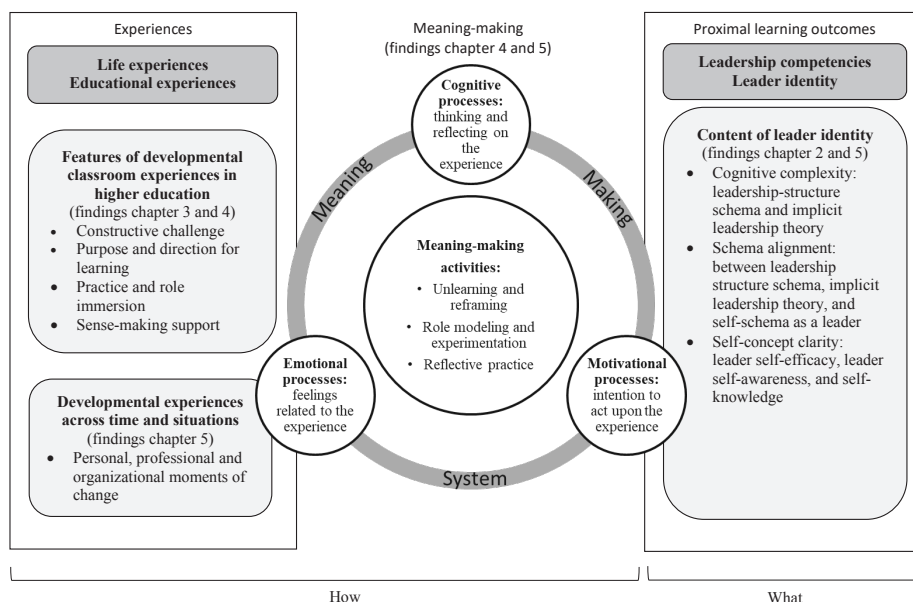 Experiences
Life experiences
Educational experiences
Features of developmental
classroom experiences in
higher education
(findings chapter 3 and 4)
• Constructive challenge
• Purpose and direction for
learning
• Practice and role
immersion
• Sense-making support
Developmental experiences
across time and situations
(findings chapter 5)
• Personal, professional and
organizational moments of
change
Meaning-making
(findings chapter 4 and 5)
Cognitive
processes:
thinking and
reflecting on
the
experience
Meaning
Making
System
Meaning-making
activities:
• Unlearning and
reframing
• Role modeling and
experimentation
• Reflective practice
Emotional
processes:
feelings
related to the
experience
Motivational
processes:
intention to
act upon the
experience
Proximal learning outcomes
Leadership competencies
Leader identity
Content of leader identity
(findings chapter 2 and 5)
• Cognitive complexity:
leadership-structure
schema and implicit
leadership theory
• Schema alignment:
between leadership
structure schema, implicit
leadership theory, and
self-schema as a leader
• Self-concept clarity:
leader self-efficacy, leader
self-awareness, and self-
knowledge
How
What